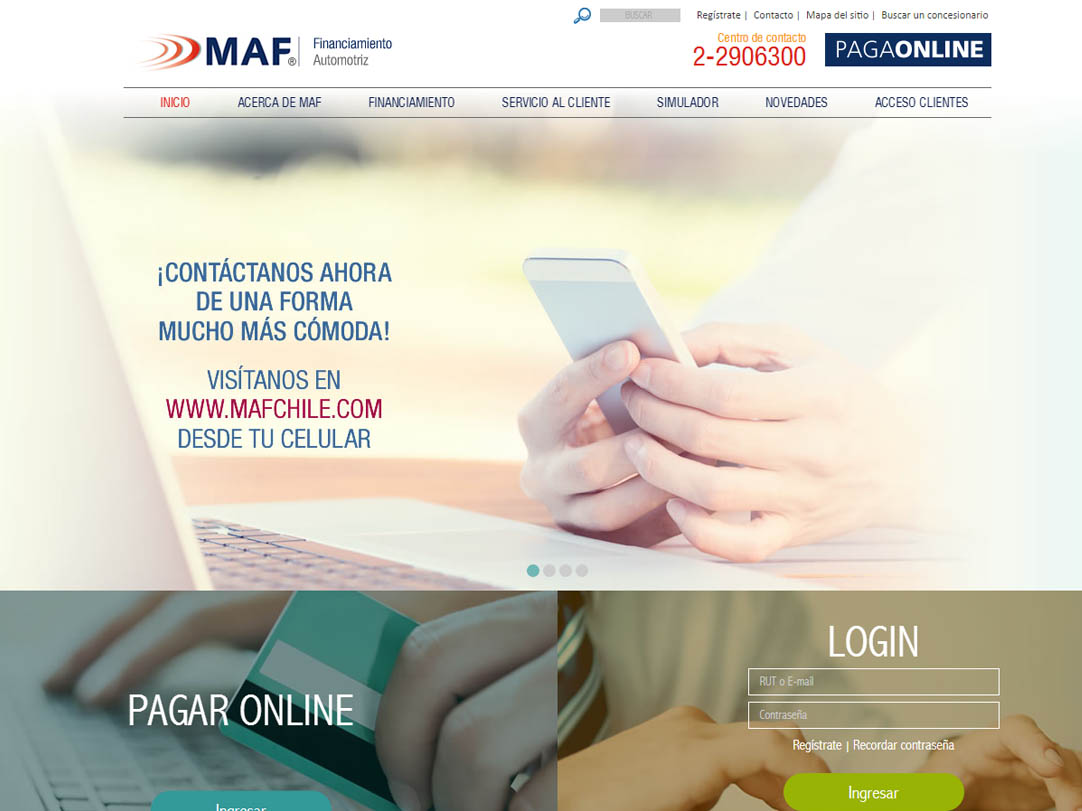 BUSCAR
Regístrate | Contacto | Mapa del sitio | Buscar un concesionario
MAF® Financiamiento
Automotriz
Centro de contacto
2-2906300
PAGAONLINE
INICIO
ACERCA DE MAF
FINANCIAMIENTO
SERVICIO AL CLIENTE
SIMULADOR
NOVEDADES
ACCESO CLIENTES
¡CONTÁCTANOS AHORA
DE UNA FORMA
MUCHO MÁS CÓMODA!
VISÍTANOS EN
WWW.MAFCHILE.COM
DESDE TU CELULAR
PAGAR ONLINE
Ingresar
LOGIN
RUT o E-mail
Contraseña
Regístrate | Recordar contraseña
Ingresar